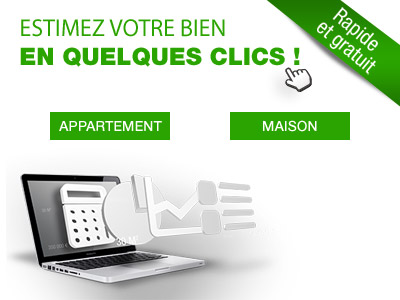 ESTIMEZ VOTRE BIEN
EN QUELQUES CLICS !
Rapide
et gratuit
APPARTEMENT
MAISON